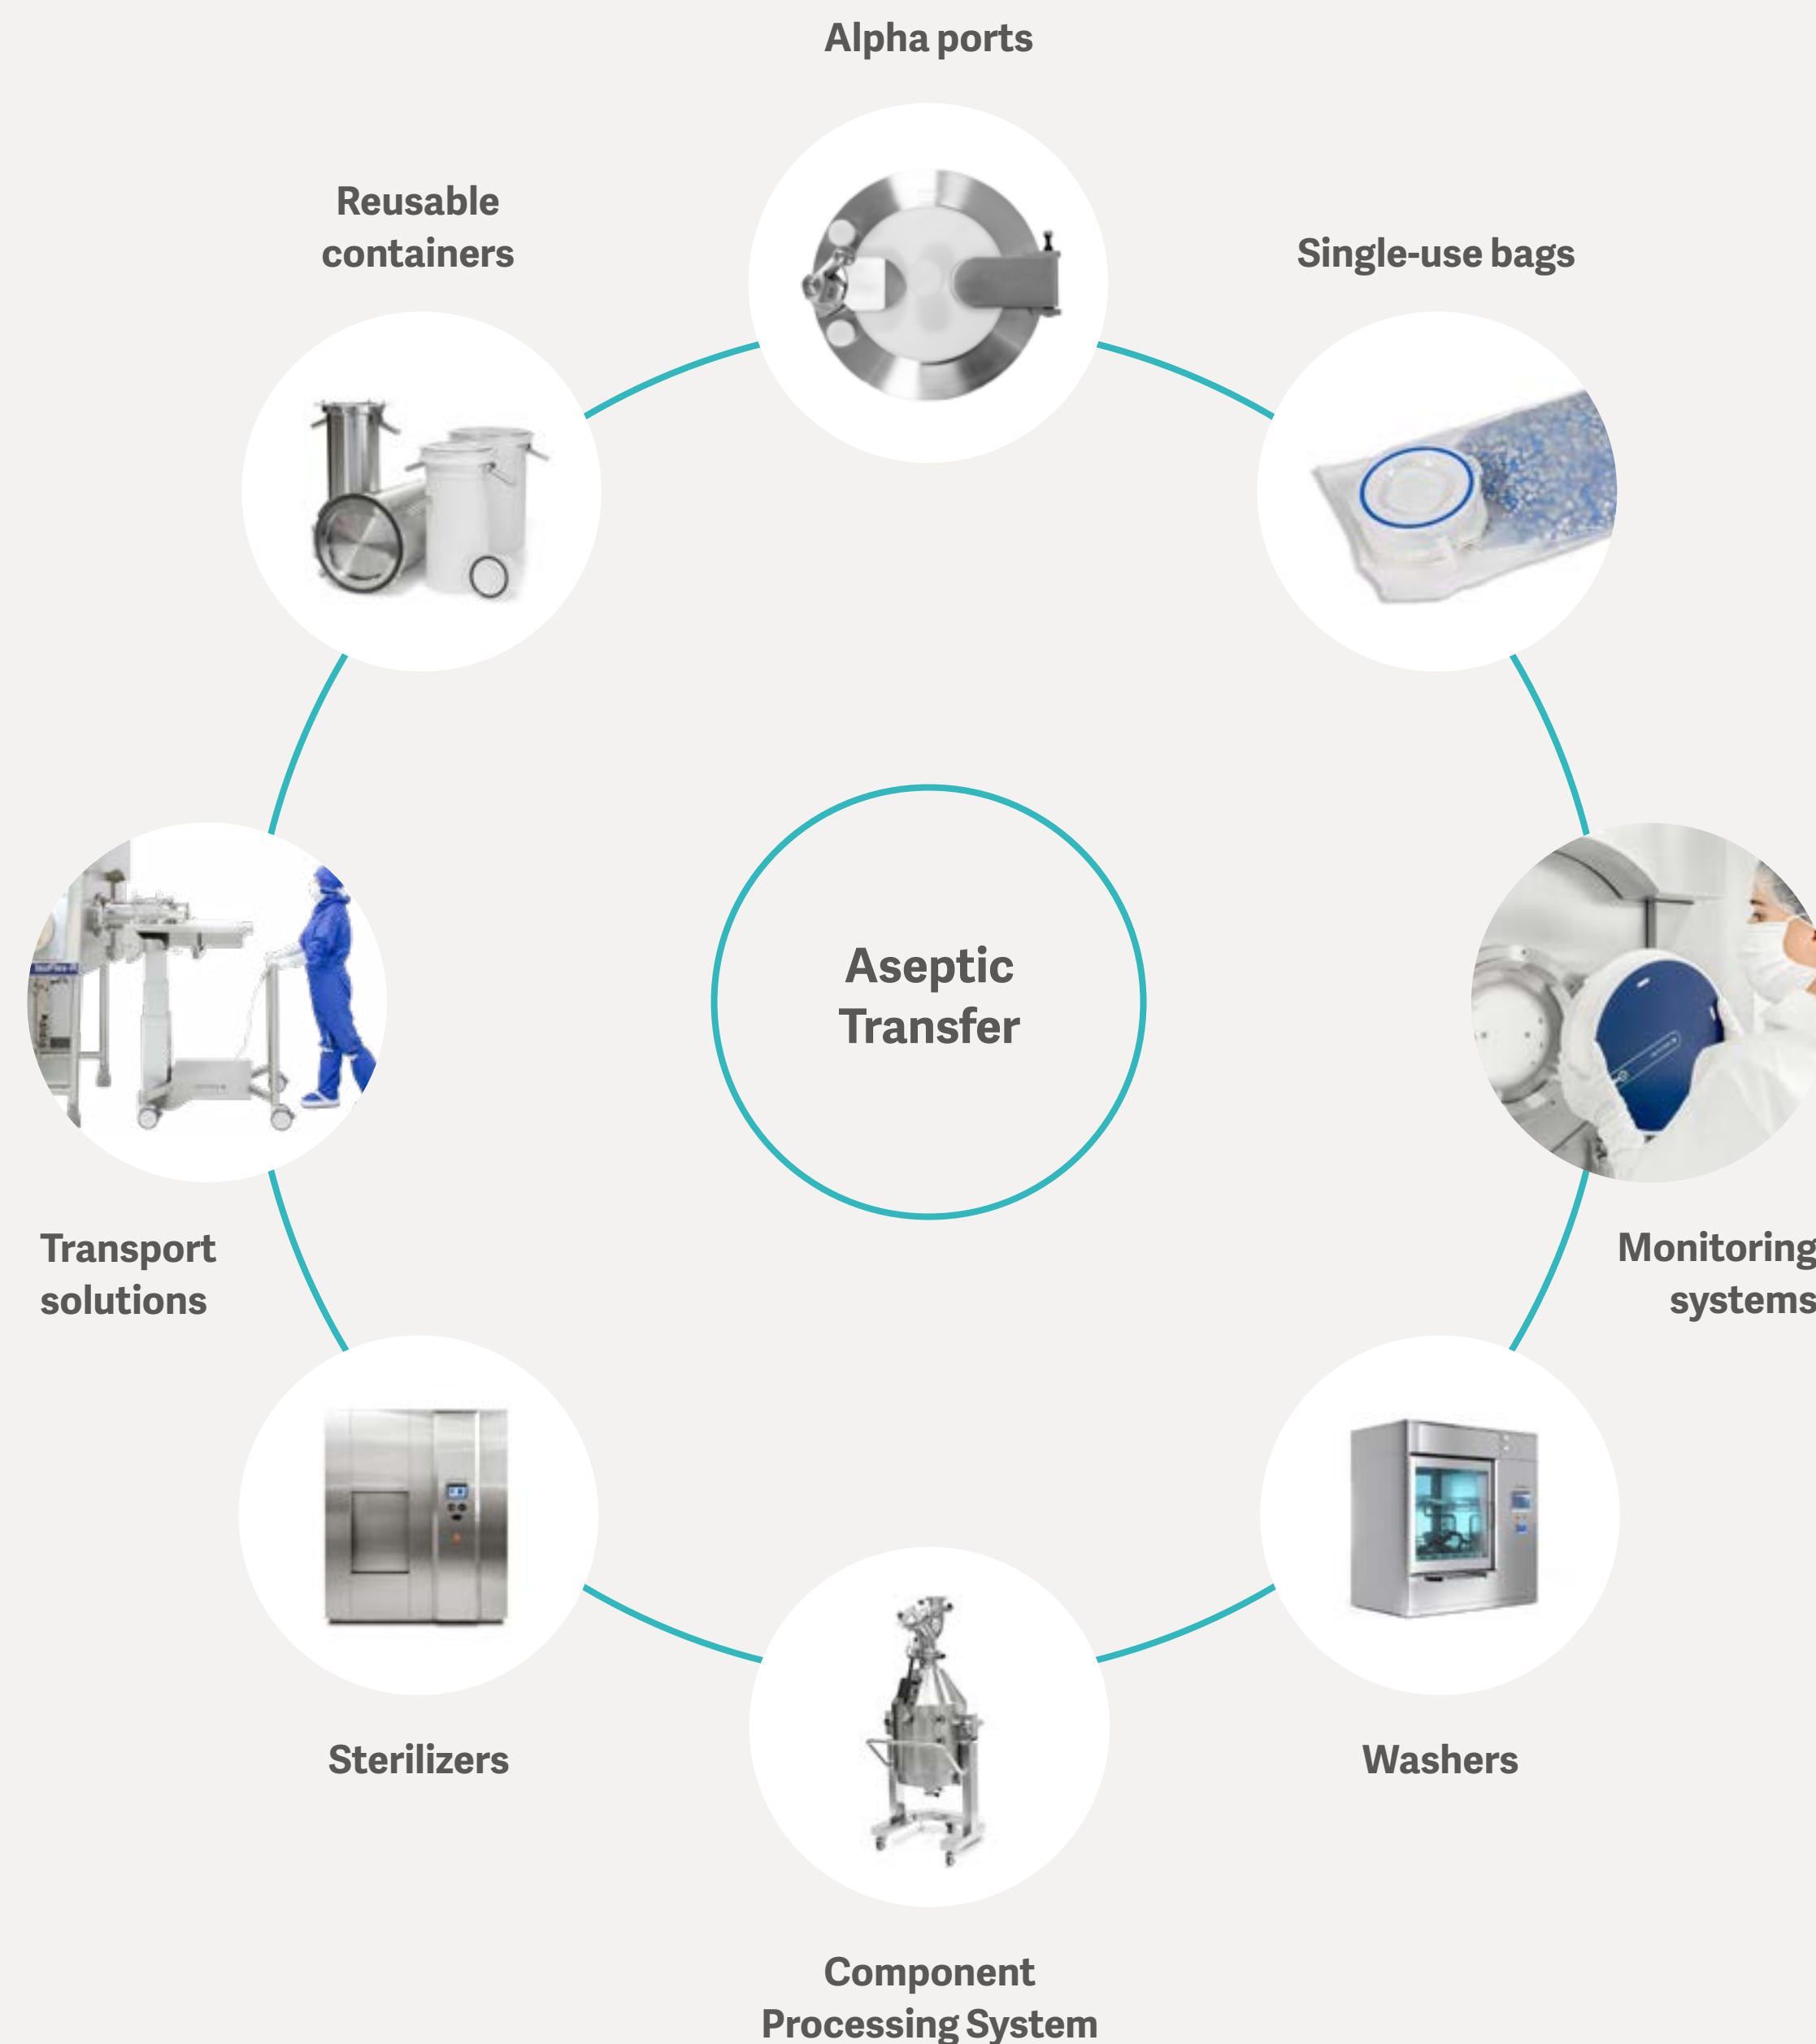 Alpha ports
Reusable
containers
Single-use bags
Aseptic
Transfer
Transport
solutions
Monitoring
systems
Sterilizers
Washers
Component
Processing System